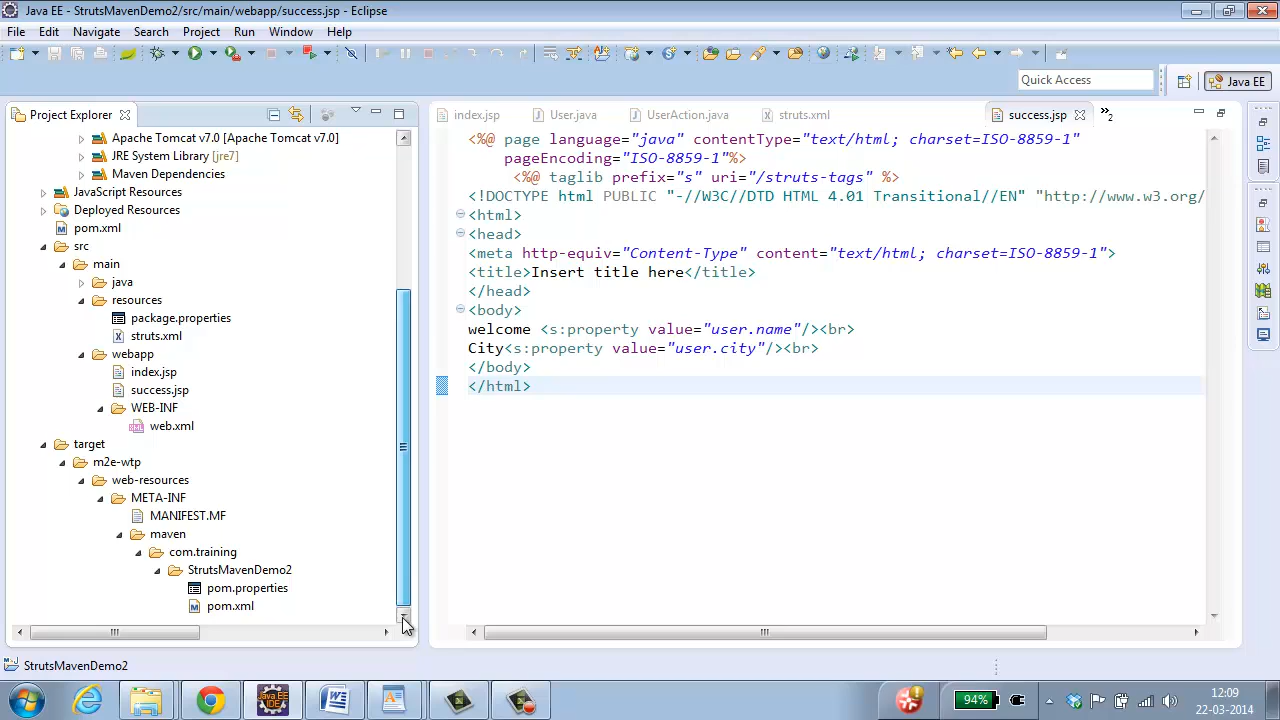 Java EE - StrutsMavenDemo2/src/main/webapp/success.jsp - Eclipse
File Edit Navigate Search Project Run Window Help
Quick Access
Java EE
Project Explorer
Apache Tomcat v7.0 [Apache Tomcat v7.0]
JRE System Library [jre7]
Maven Dependencies
JavaScript Resources
Deployed Resources
pom.xml
src
main
java
resources
package.properties
struts.xml
webapp
index.jsp
success.jsp
WEB-INF
web.xml
target
m2e-wtp
web-resources
META-INF
MANIFEST.MF
maven
com.training
StrutsMavenDemo2
pom.properties
pom.xml
index.jsp User.java UserAction.java struts.xml success.jsp »2
<%@ page language="java" contentType="text/html; charset=ISO-8859-1"
pageEncoding="ISO-8859-1"%>
<%@ taglib prefix="s" uri="/struts-tags" %>
<!DOCTYPE html PUBLIC "-//W3C//DTD HTML 4.01 Transitional//EN" "http://www.w3.org/
<html>
<head>
<meta http-equiv="Content-Type" content="text/html; charset=ISO-8859-1">
<title>Insert title here</title>
</head>
<body>
welcome <s:property value="user.name"/><br>
City<s:property value="user.city"/><br>
</body>
</html>
StrutsMavenDemo2
Java EE
IDE
94%
12:09
22-03-2014